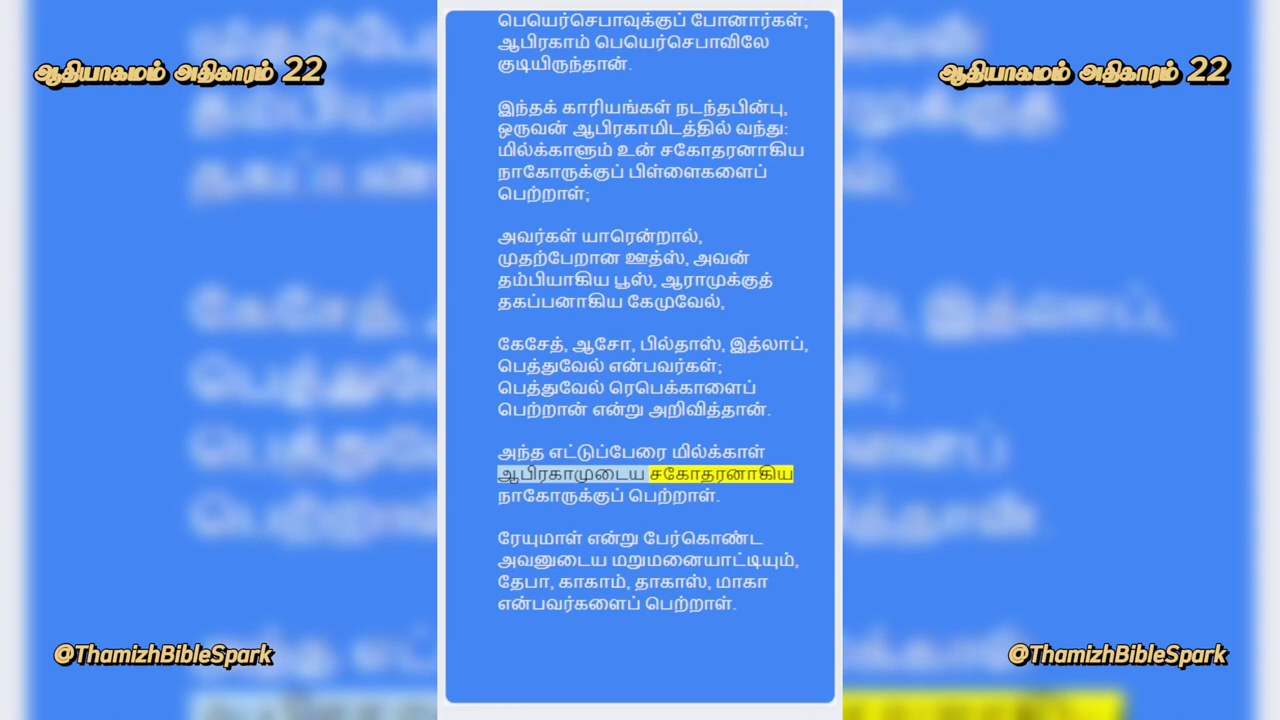 ஆதியாகமம் அதிகாரம் 22
ஆதியாகமம் அதிகாரம் 22
பெயெர்செபாவுக்குப் போனார்கள்;
ஆபிரகாம் பெயெர்செபாவிலே
குடியிருந்தான்.
இந்தக் காரியங்கள் நடந்தபின்பு,
ஒருவன் ஆபிரகாமிடத்தில் வந்து:
மில்க்காளும் உன் சகோதரனாகிய
நாகோருக்குப் பிள்ளைகளைப்
பெற்றாள்;
அவர்கள் யாரென்றால்,
முதற்பேறான ஊத்ஸ், அவன்
தம்பியாகிய பூஸ், ஆராமுக்குத்
தகப்பனாகிய கேமுவேல்,
கேசேத், ஆசோ, பில்தாஸ், இத்லாப்,
பெத்துவேல் என்பவர்கள்;
பெத்துவேல் ரெபெக்காளைப்
பெற்றான் என்று அறிவித்தான்.
அந்த எட்டுப்பேரை மில்க்காள்
ஆபிரகாமுடைய சகோதரனாகிய
நாகோருக்குப் பெற்றாள்.
ரேயுமாள் என்று பேர்கொண்ட
அவனுடைய மறுமனையாட்டியும்,
தேபா, காகாம், தாகாஸ், மாகா
என்பவர்களைப் பெற்றாள்.
@ThamizhBibleSpark
@ThamizhBibleSpark